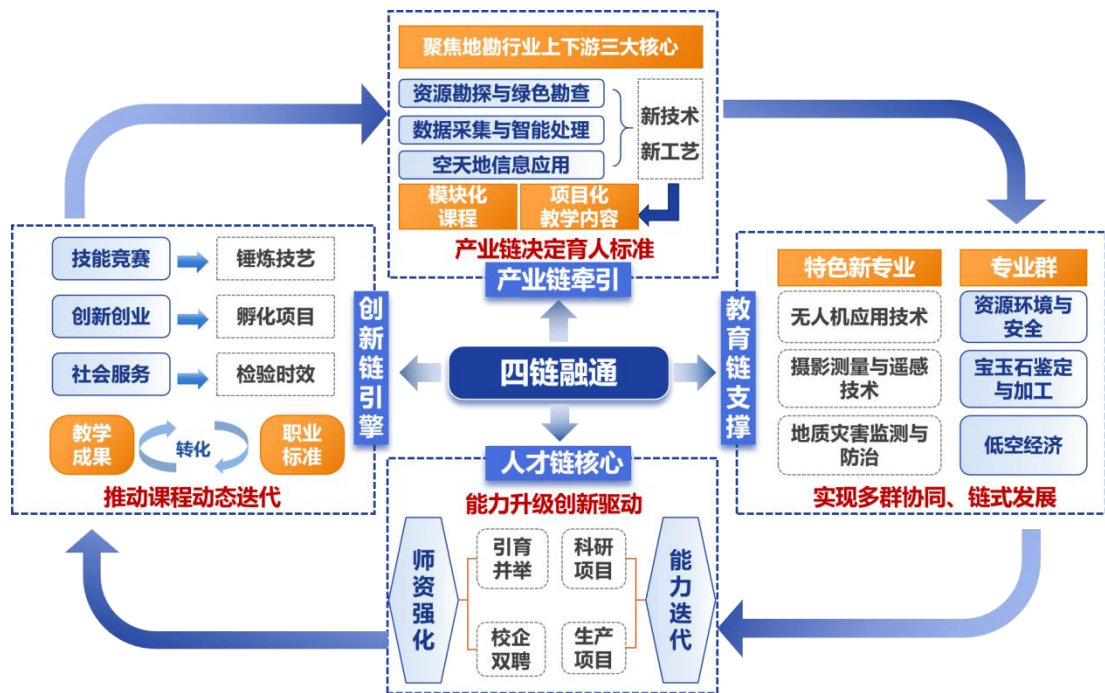 聚焦地勘行业上下游三大核心
资源勘探与绿色勘查
数据采集与智能处理
空天地信息应用
新技术
新工艺
模块化
课程
项目化
教学内容
产业链决定育人标准
产业链牵引
技能竞赛
锤炼技艺
创新创业
孵化项目
社会服务
检验时效
教学
成果
转化
职业
标准
推动课程动态迭代
创新链引擎
四链融通
教育链支撑
特色新专业
专业群
无人机应用技术
资源环境与
安全
摄影测量与遥感
技术
宝玉石鉴定
与加工
地质灾害监测与
防治
低空经济
实现多群协同、链式发展
人才链核心
能力升级创新驱动
师资强化
引育
并举
科研
项目
校企
双聘
生产
项目
能力迭代